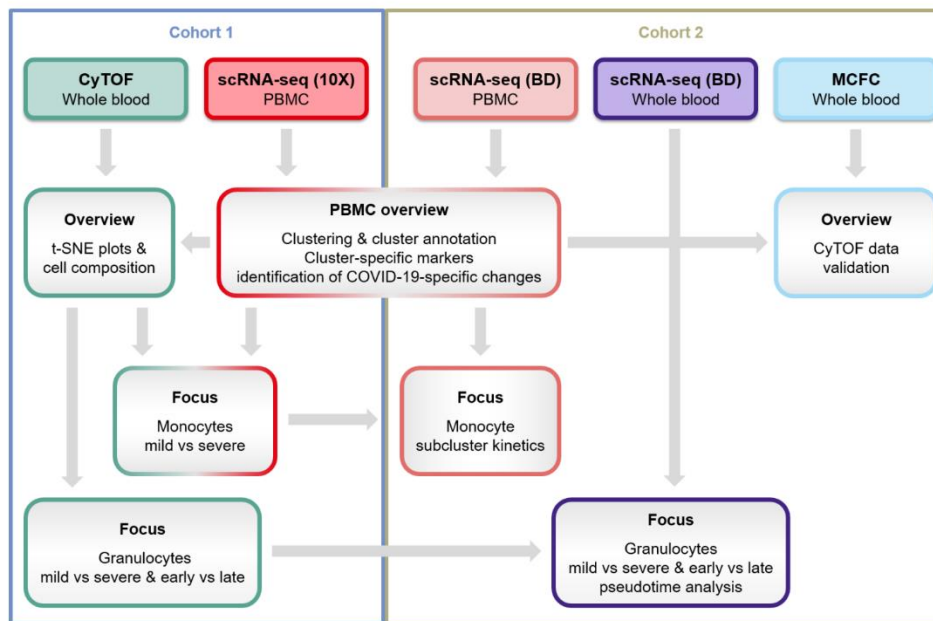 Cohort 1
Cohort 2
CyTOF
Whole blood
scRNA-seq (10X)
PBMC
scRNA-seq (BD)
PBMC
scRNA-seq (BD)
Whole blood
MCFC
Whole blood
Overview
t-SNE plots &
cell composition
PBMC overview
Clustering & cluster annotation
Cluster-specific markers
identification of COVID-19-specific changes
Overview
CyTOF data
validation
Focus
Monocytes
mild vs severe
Focus
Monocyte
subcluster kinetics
Focus
Granulocytes
mild vs severe & early vs late
Focus
Granulocytes
mild vs severe & early vs late
pseudotime analysis